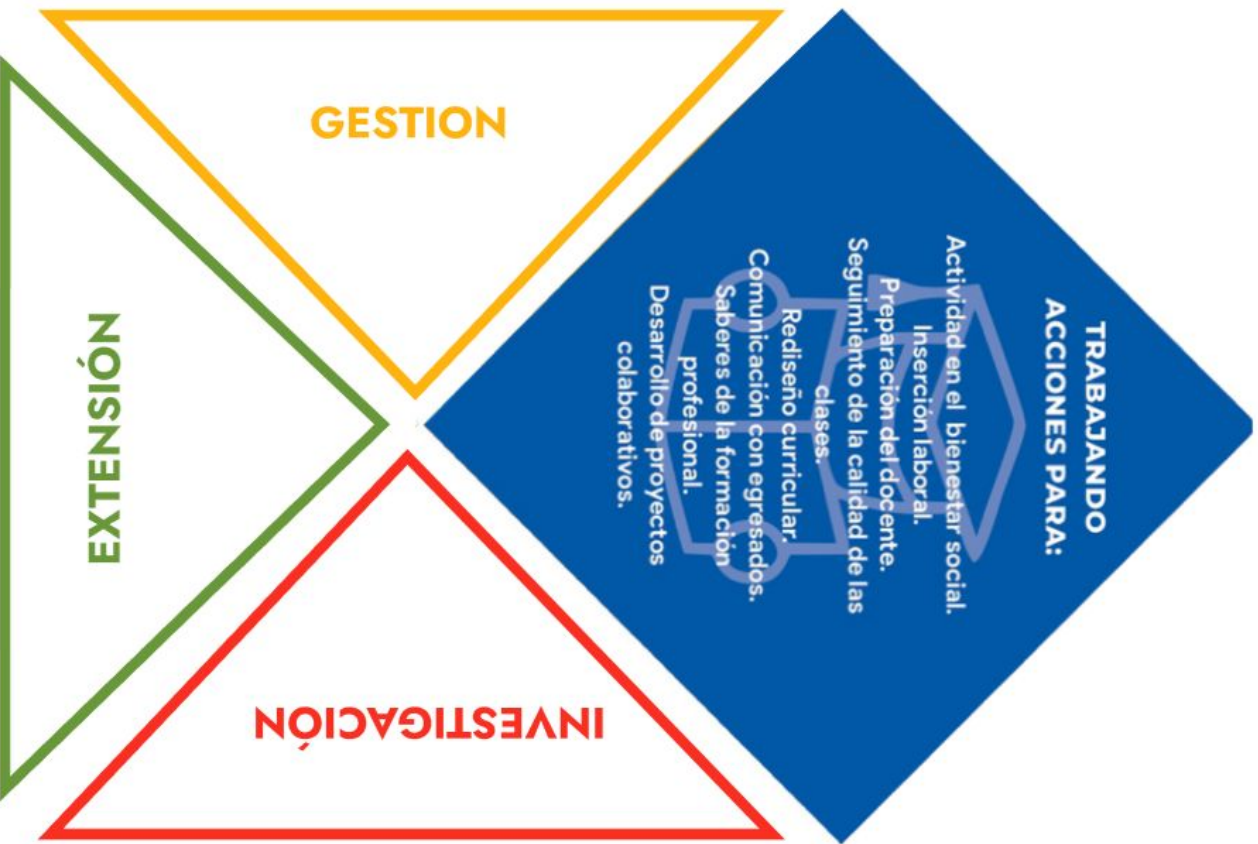 GESTION
EXTENSIÓN
INVESTIGACIÓN
TRABAJANDO
ACCIONES PARA:
Actividad en el bienestar social.
Inserción laboral.
Preparación del docente.
Seguimiento de la calidad de las
clases.
Rediseño curricular.
Comunicación con egresados.
Saberes de la formación
profesional.
Desarrollo de proyectos
colaborativos.